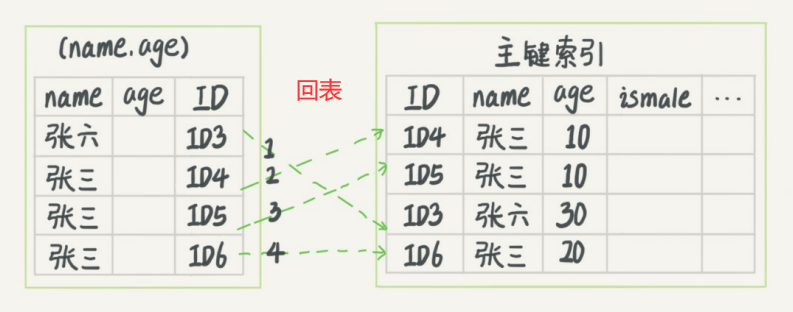 (name.age)
name age ID
张六 ID3
张三 ID4
张三 ID5
张三 ID6
回表
1
2
3
4
主键索引
ID name age ismale ...
ID4 张三 10
ID5 张三 10
ID3 张六 30
ID6 张三 20